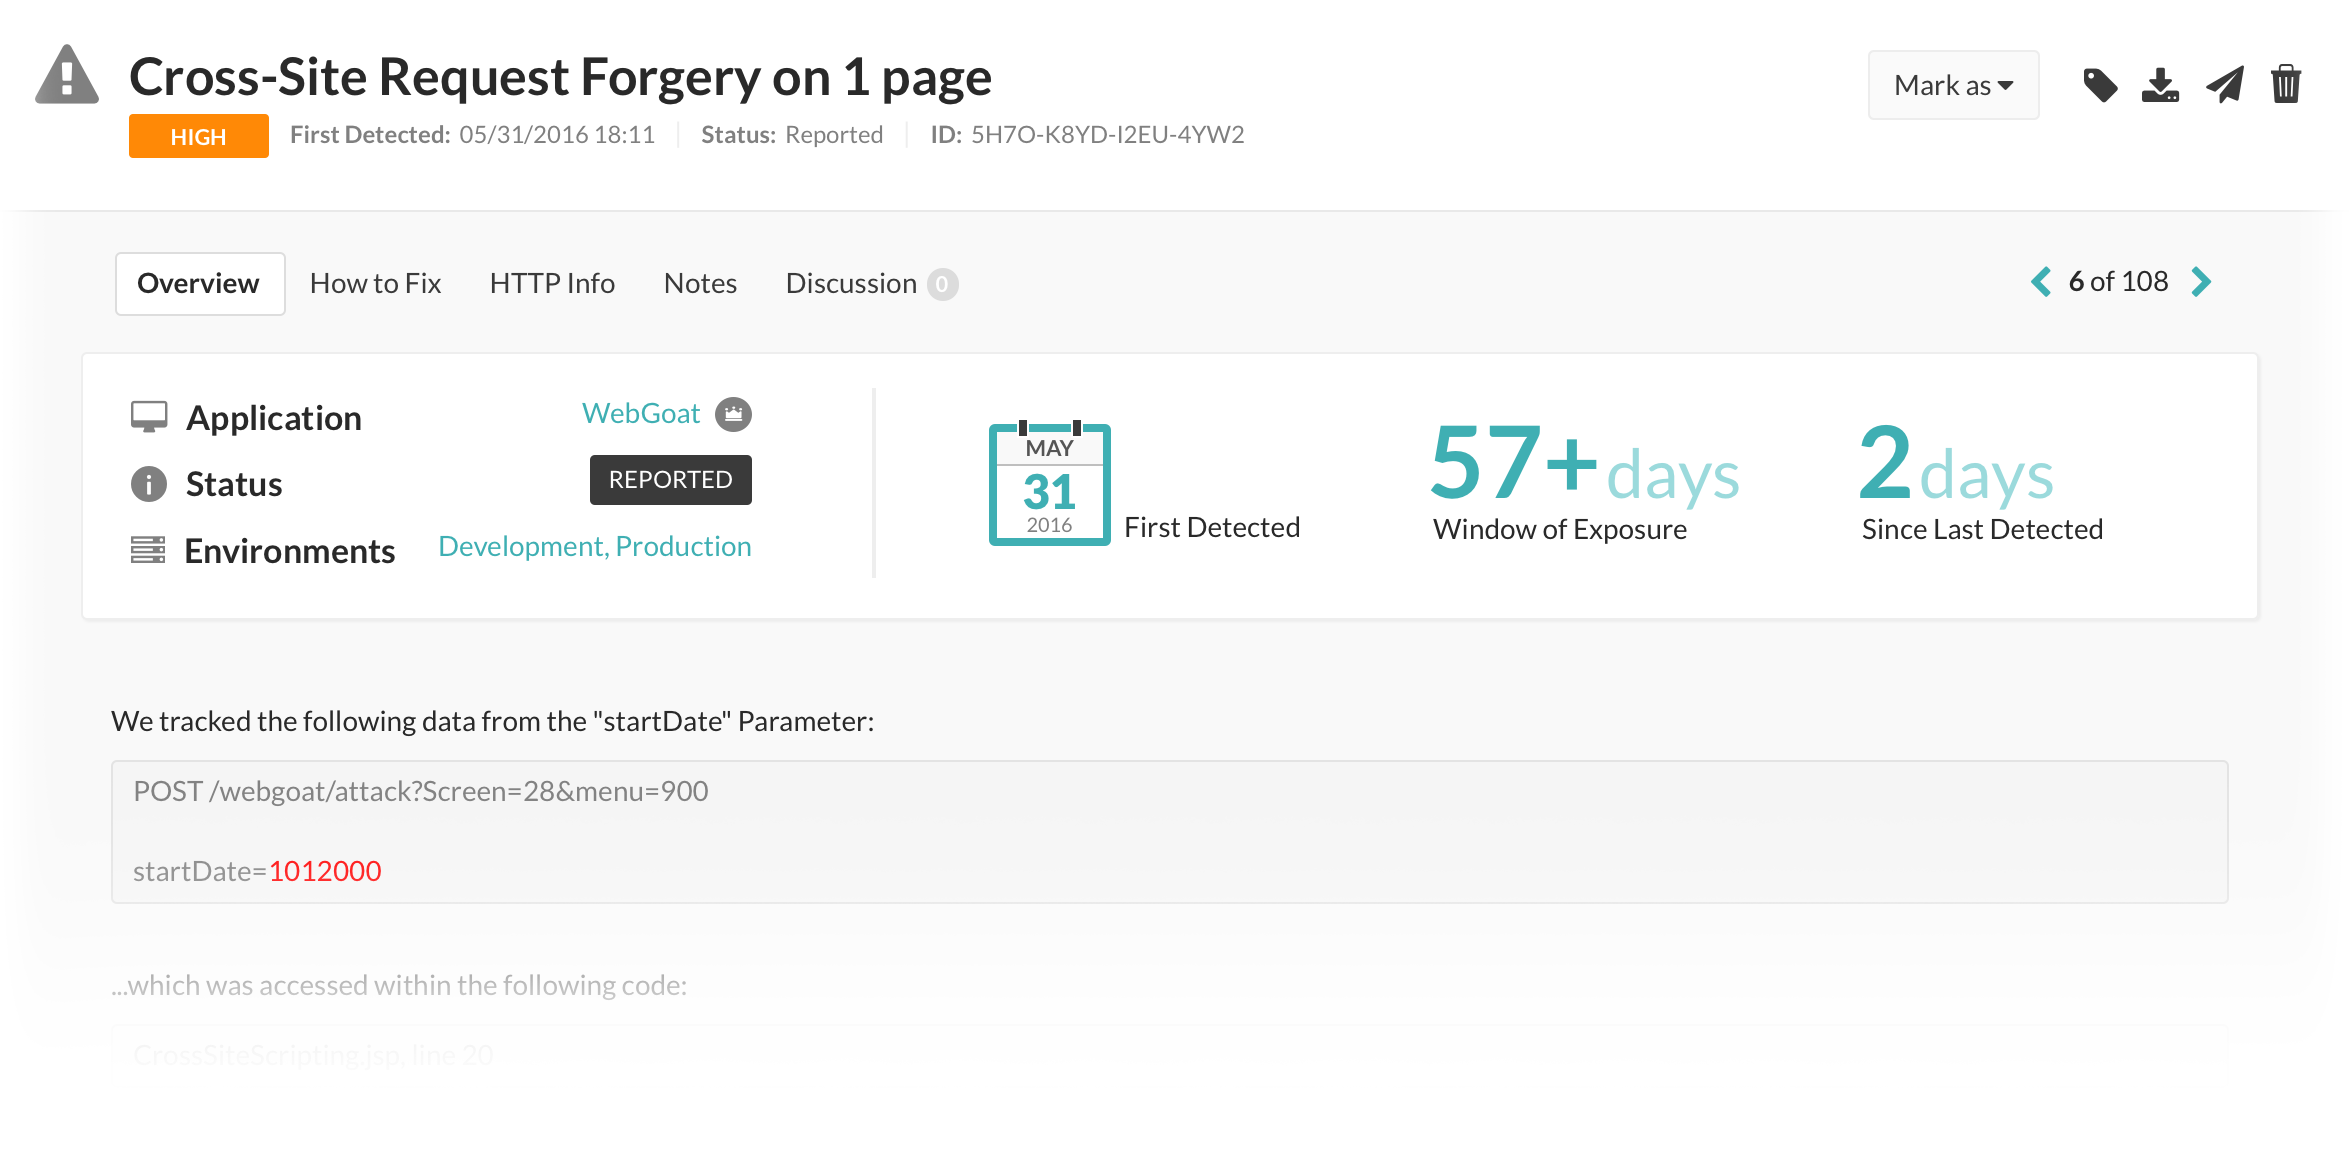 Cross-Site Request Forgery on 1 page
Mark as
HIGH First Detected: 05/31/2016 18:11 Status: Reported ID: 5H7O-K8YD-I2EU-4YW2
Overview How to Fix HTTP Info Notes Discussion 0 6 of 108
Application WebGoat
Status REPORTED
Environments Development, Production
MAY
31
2016
First Detected
57+ days
Window of Exposure
2 days
Since Last Detected
We tracked the following data from the "startDate" Parameter:
POST /webgoat/attack?Screen=28&menu=900
startDate=1012000
...which was accessed within the following code:
CrossSiteScripting.jsp, line 20